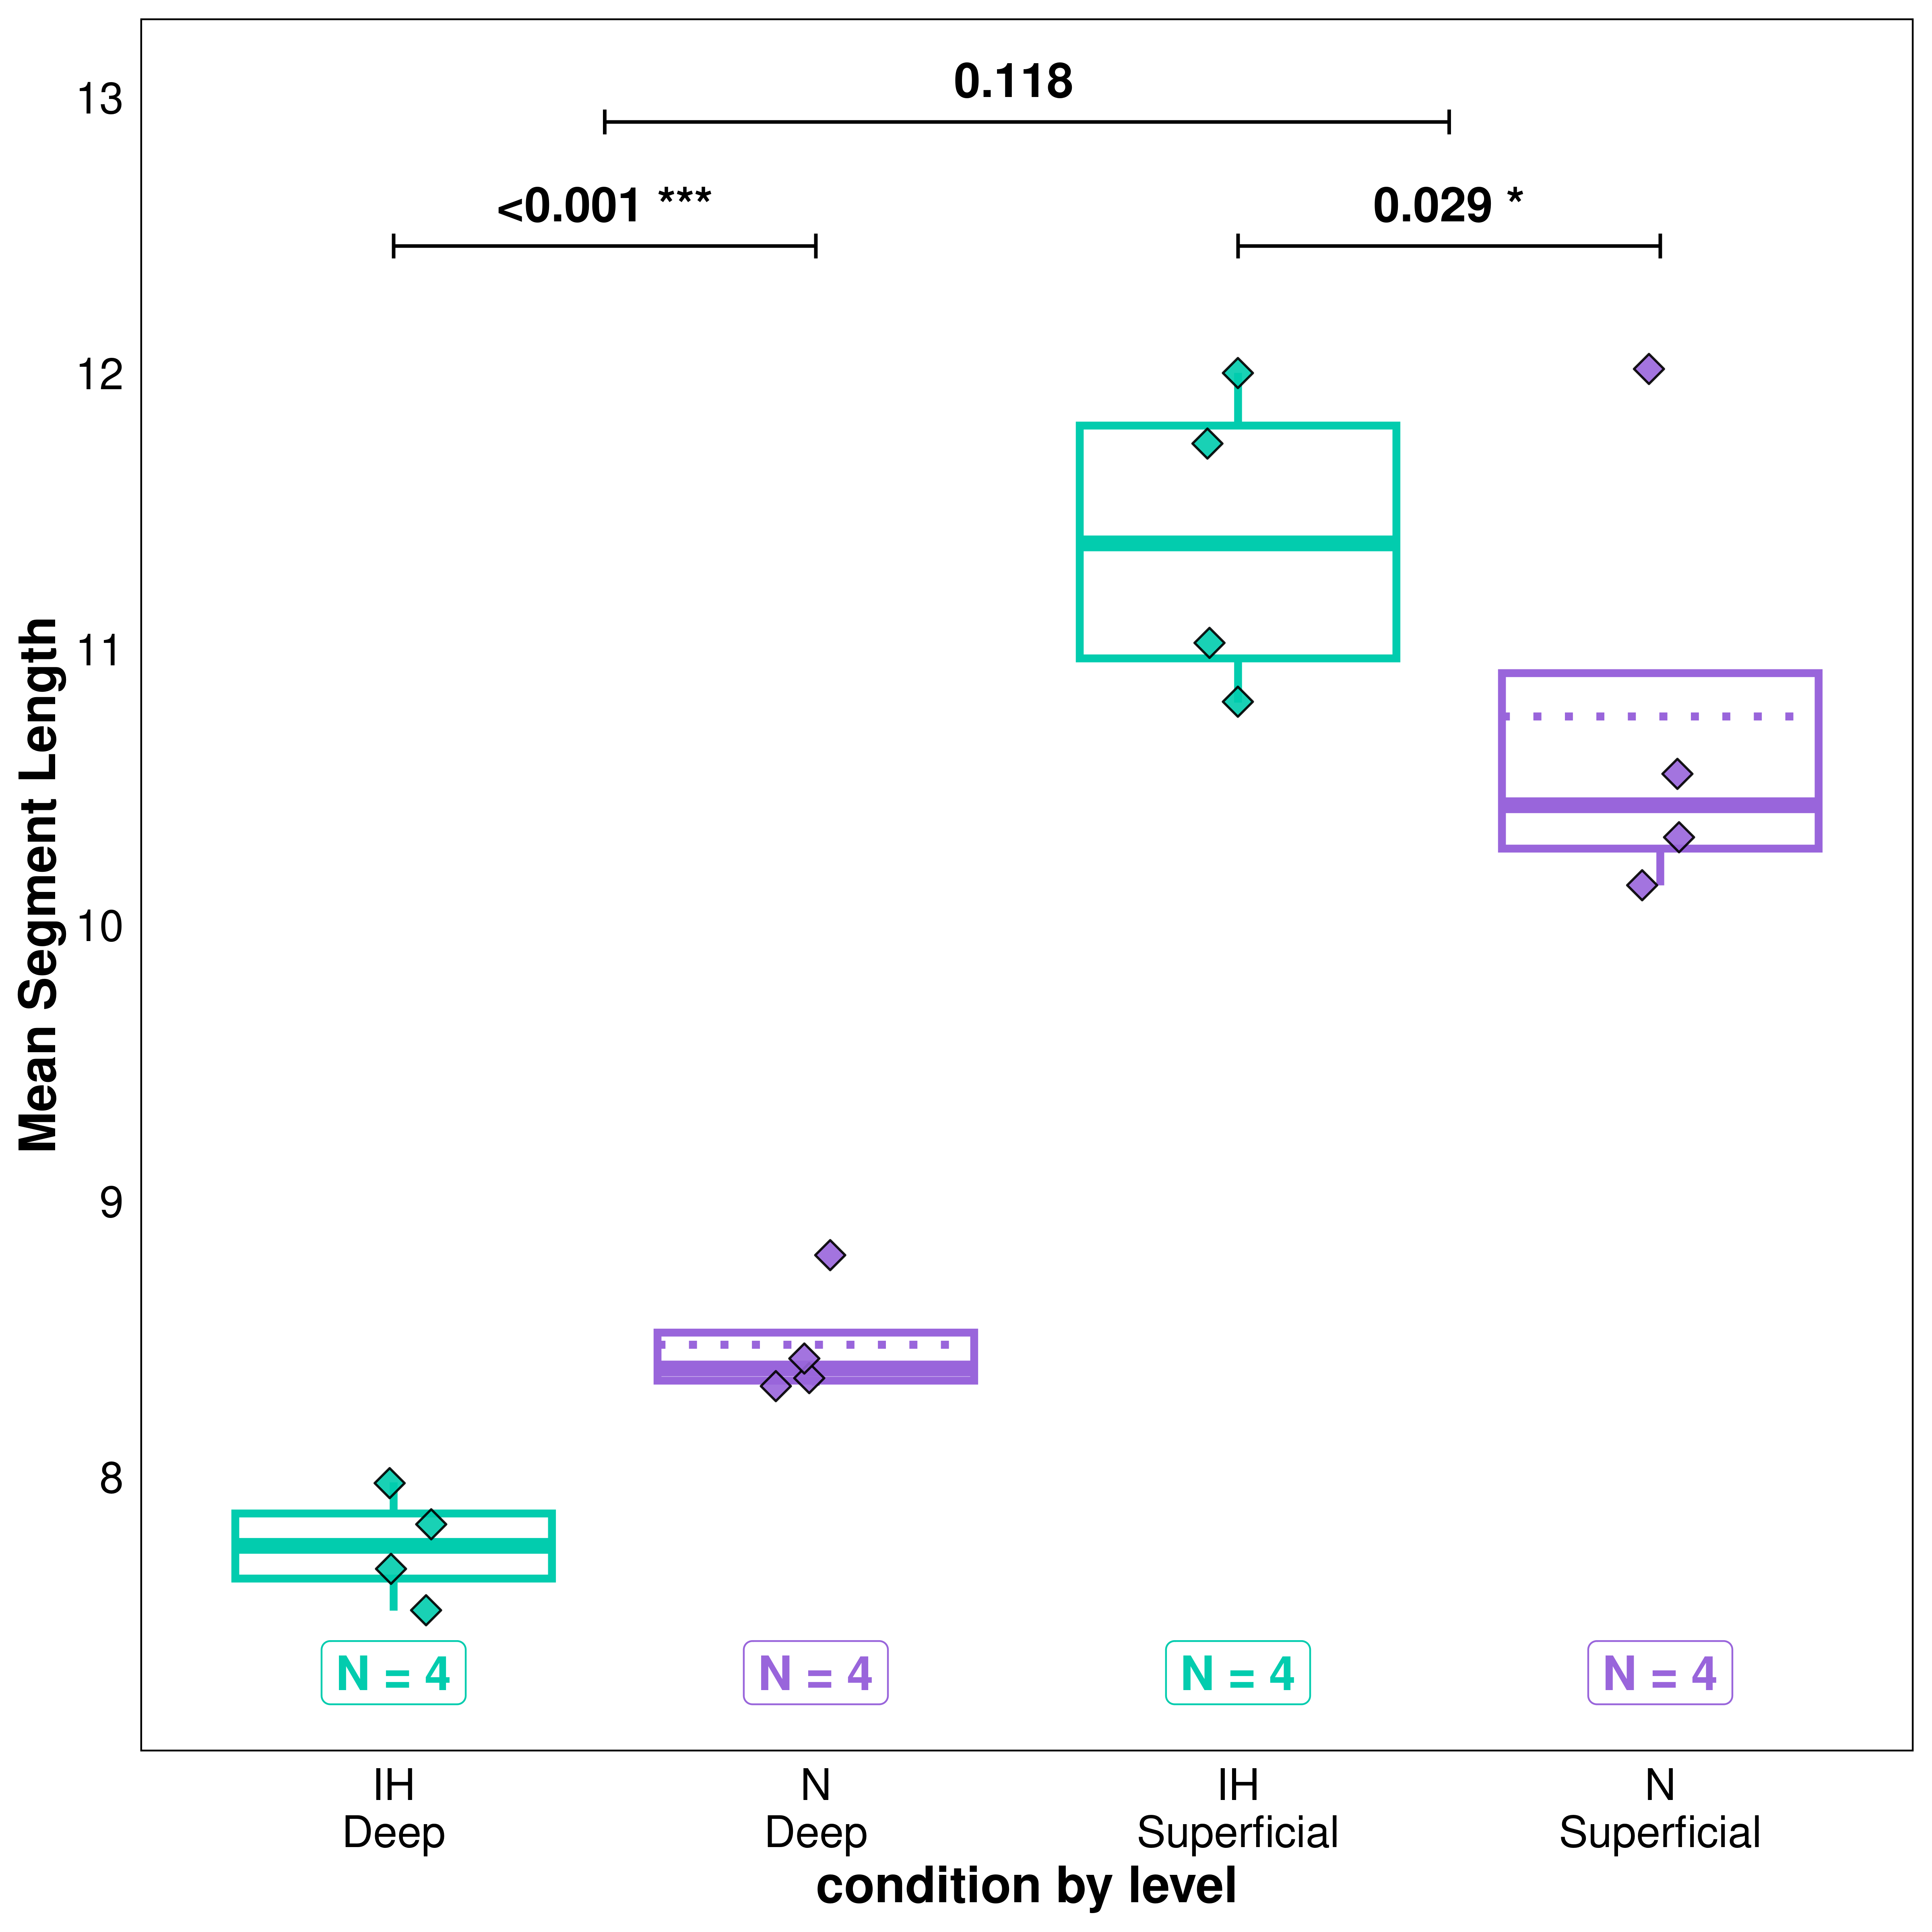 13
0.118
<0.001 ***
0.029 *
12
11
10
9
8
Mean Segment Length
N = 4
N = 4
N = 4
N = 4
IH
Deep
N
Deep
IH
Superficial
N
Superficial
condition by level